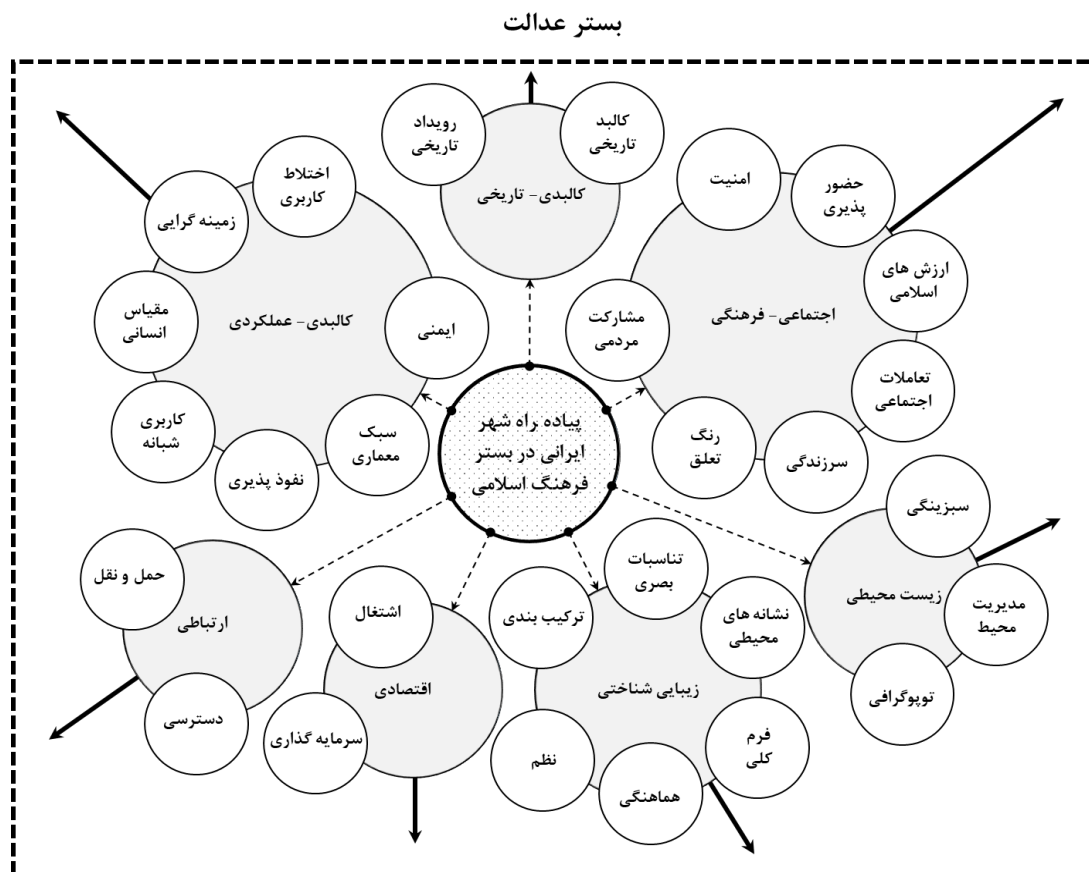 بستر عدالت
کالبدی- تاریخی
رویداد
تاریخی
کالبد
تاریخی
اجتماعی- فرهنگی
امنیت
حضور
پذیری
ارزش های
اسلامی
تعاملات
اجتماعی
سرزندگی
رنگ
تعلق
مشارکت
مردمی
کالبدی- عملکردی
اختلاط
کاربری
زمینه گرایی
مقیاس
انسانی
کاربری
شبانه
نفوذ پذیری
سبک
معماری
ایمنی
پیاده راه شهر
ایرانی در بستر
فرهنگ اسلامی
زیست محیطی
سبزینگی
مدیریت
محیط
توپوگرافی
زیبایی شناختی
تناسبات
بصری
نشانه های
محیطی
فرم
کلی
هماهنگی
نظم
ترکیب بندی
اقتصادی
اشتغال
سرمایه گذاری
ارتباطی
حمل و نقل
دسترسی